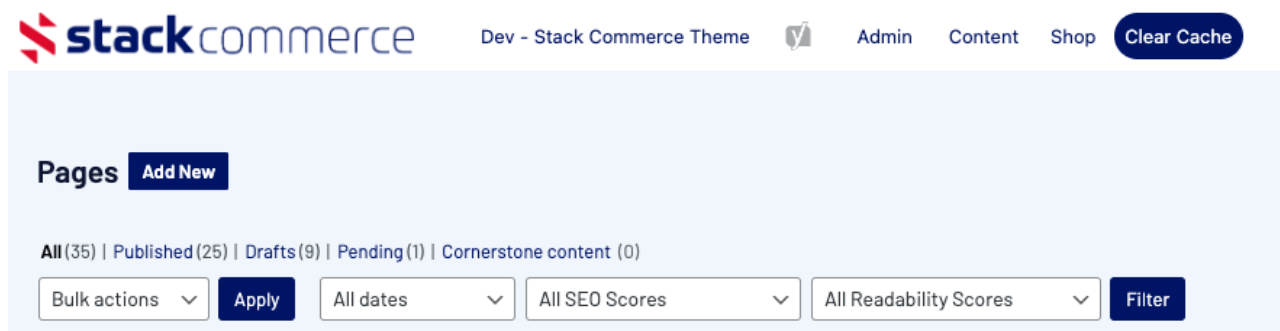 stackcommerce Dev - Stack Commerce Theme y Admin Content Shop Clear Cache
Pages Add New
All (35) | Published (25) | Drafts (9) | Pending (1) | Cornerstone content (0)
Bulk actions Apply All dates All SEO Scores All Readability Scores Filter